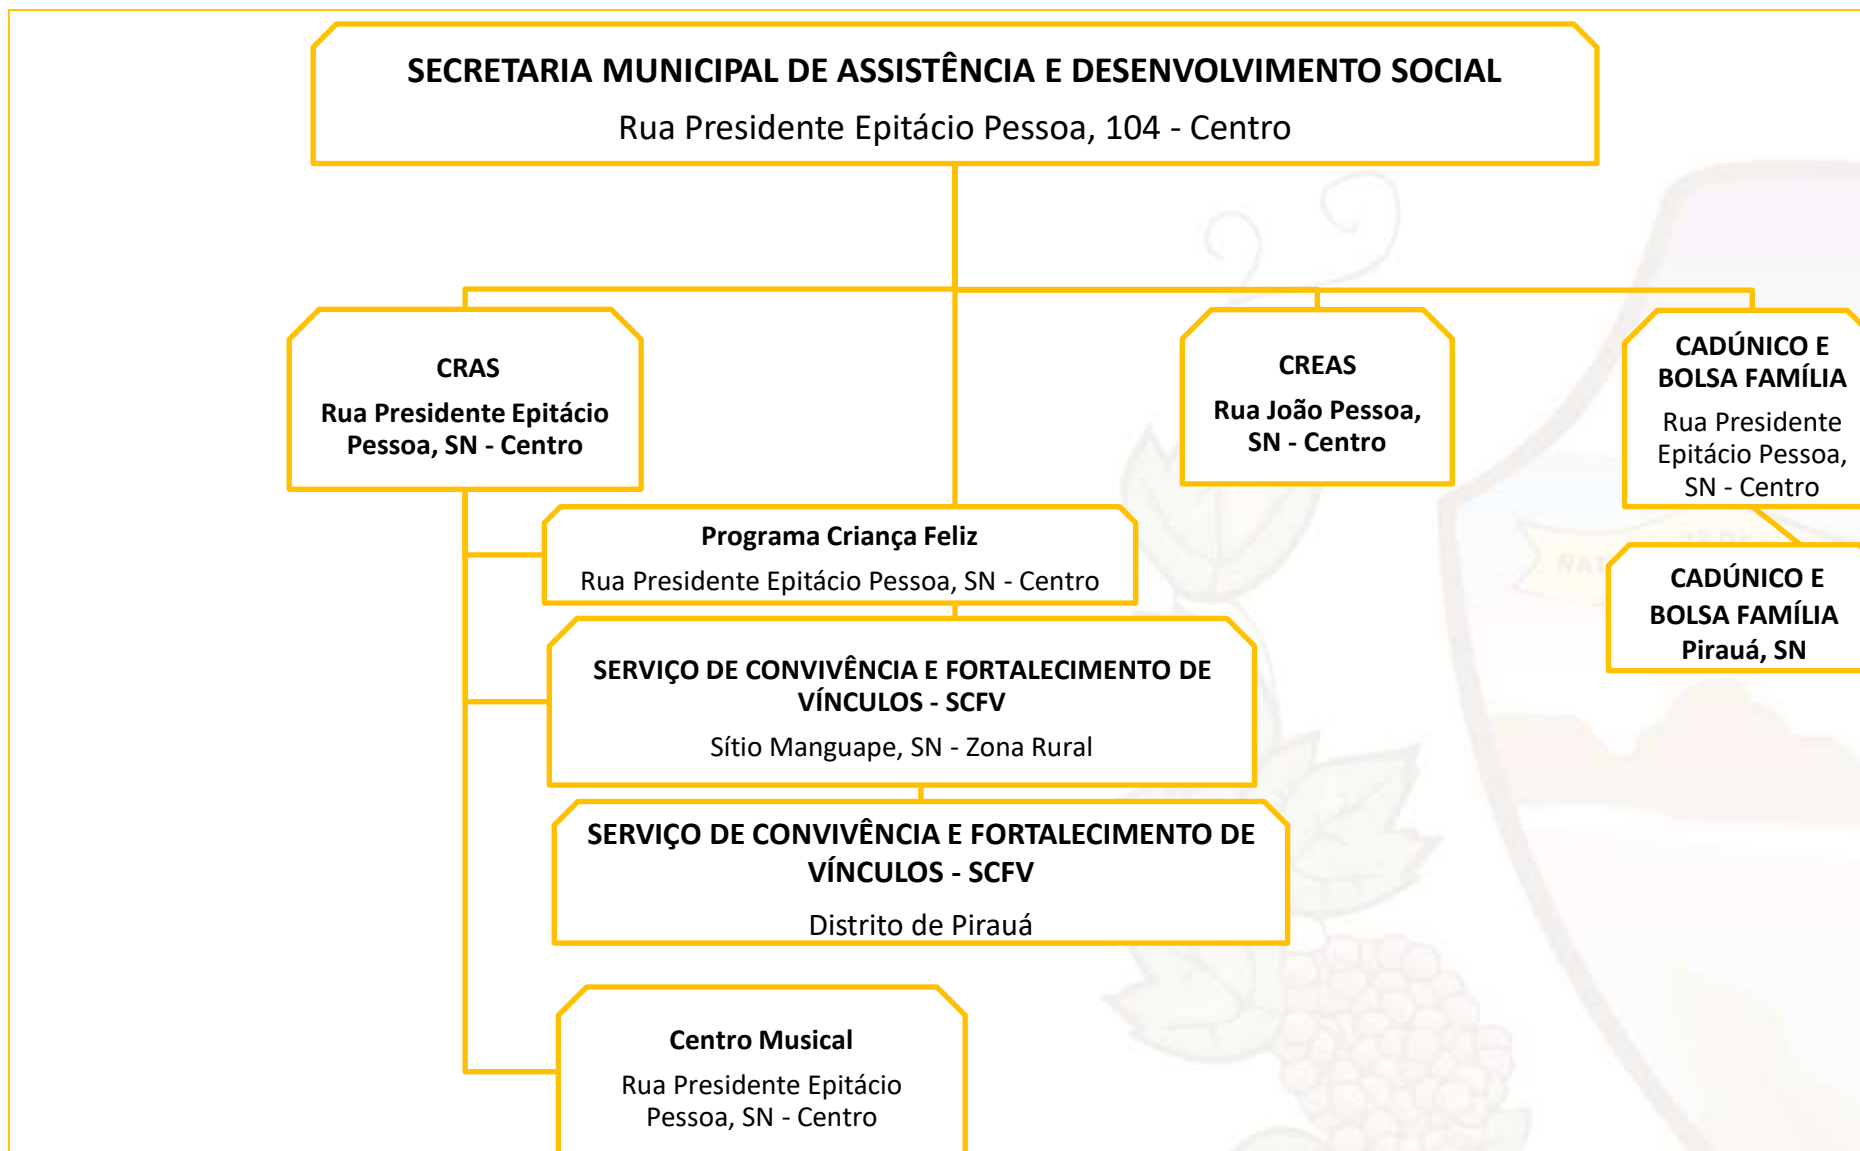 SECRETARIA MUNICIPAL DE ASSISTÊNCIA E DESENVOLVIMENTO SOCIAL
Rua Presidente Epitácio Pessoa, 104 - Centro
CRAS
Rua Presidente Epitácio
Pessoa, SN - Centro
CREAS
Rua João Pessoa,
SN - Centro
CADÚNICO E
BOLSA FAMÍLIA
Rua Presidente
Epitácio Pessoa,
SN - Centro
Programa Criança Feliz
Rua Presidente Epitácio Pessoa, SN - Centro
CADÚNICO E
BOLSA FAMÍLIA
Pirauá, SN
SERVIÇO DE CONVIVÊNCIA E FORTALECIMENTO DE
VÍNCULOS - SCFV
Sítio Manguape, SN - Zona Rural
SERVIÇO DE CONVIVÊNCIA E FORTALECIMENTO DE
VÍNCULOS - SCFV
Distrito de Pirauá
Centro Musical
Rua Presidente Epitácio
Pessoa, SN - Centro